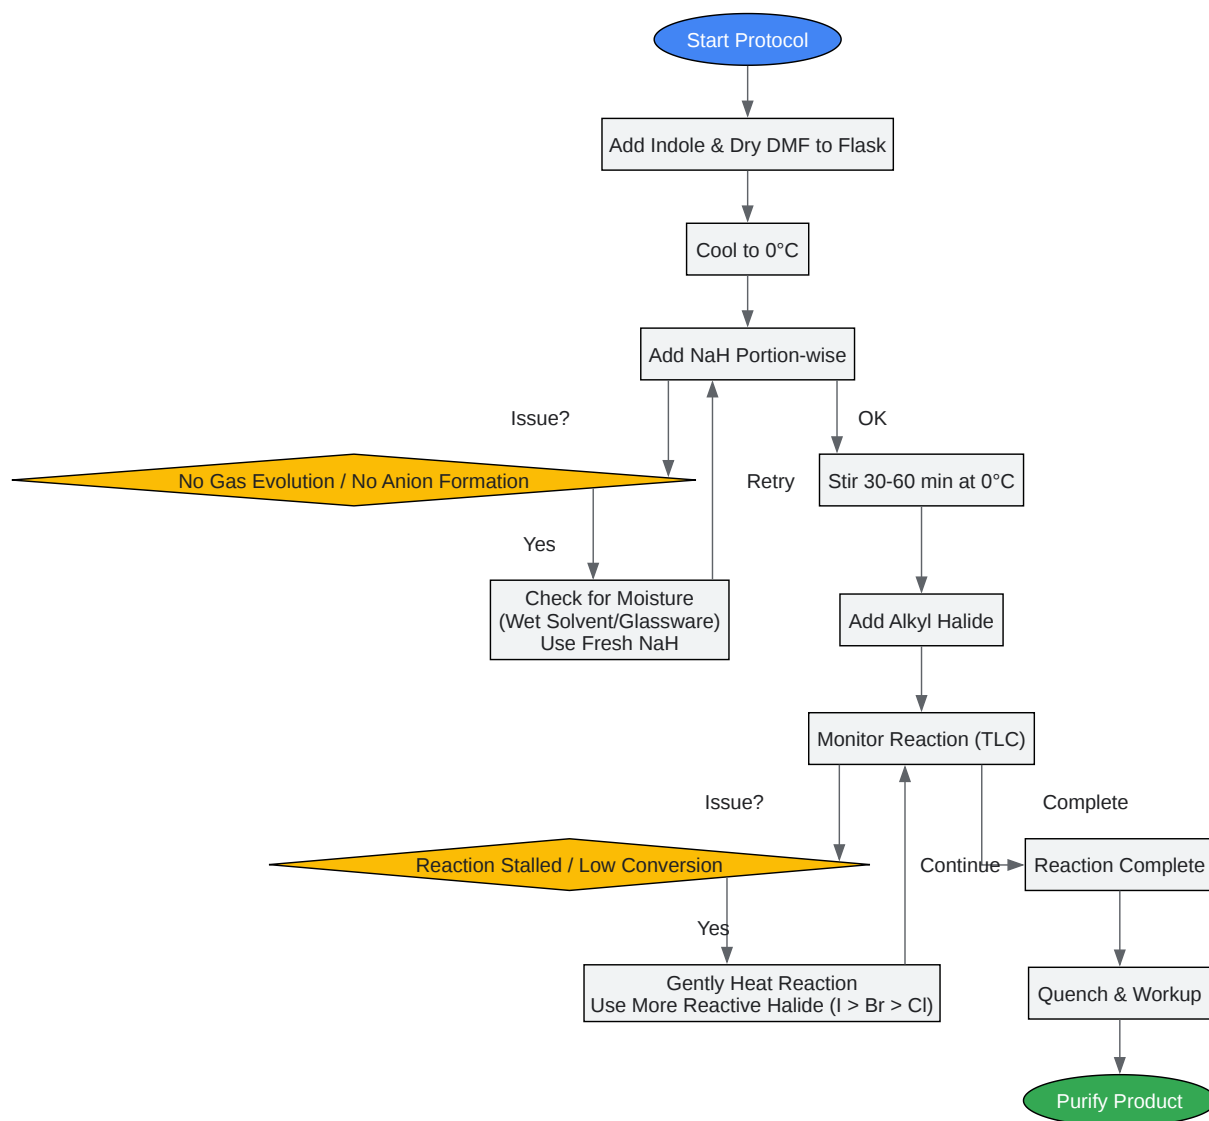 Start Protocol
Add Indole & Dry DMF to Flask
Cool to 0°C
Add NaH Portion-wise
Issue?
OK
No Gas Evolution / No Anion Formation
Retry
Stir 30-60 min at 0°C
Yes
Check for Moisture
(Wet Solvent/Glassware)
Use Fresh NaH
Add Alkyl Halide
Monitor Reaction (TLC)
Issue?
Complete
Reaction Stalled / Low Conversion
Continue
Reaction Complete
Yes
Gently Heat Reaction
Use More Reactive Halide (I > Br > Cl)
Quench & Workup
Purify Product